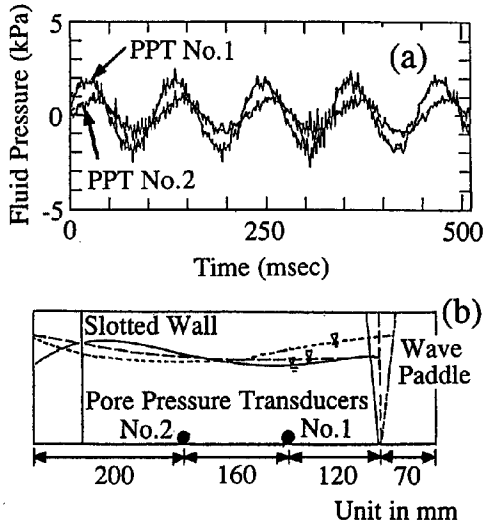 5
PPT No.1
(a)
0
PPT No.2
-5
Fluid Pressure (kPa)
0 250 500
Time (msec)
(b)
Slotted Wall
Wave
Paddle
Pore Pressure Transducers
No.2 No.1
200 160 120 70
Unit in mm